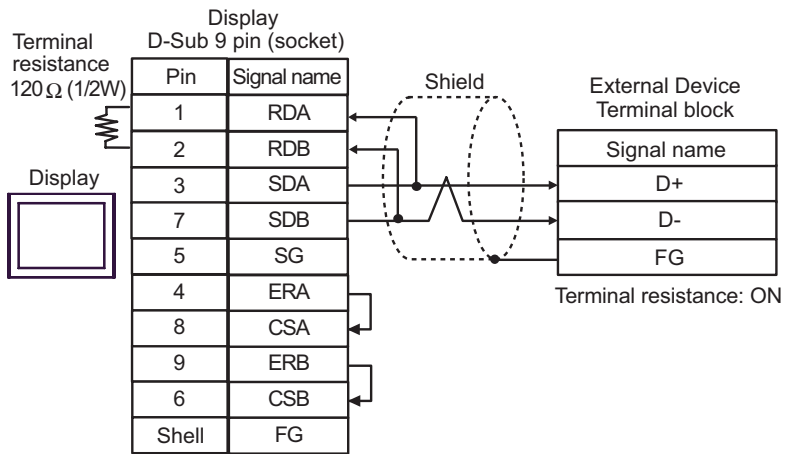 Display
D-Sub 9 pin (socket)
Terminal
resistance
120Ω (1/2W)
Pin Signal name
1 RDA
2 RDB
3 SDA
7 SDB
5 SG
4 ERA
8 CSA
9 ERB
6 CSB
Shell FG
Display
Shield
External Device
Terminal block
Signal name
D+
D-
FG
Terminal resistance: ON